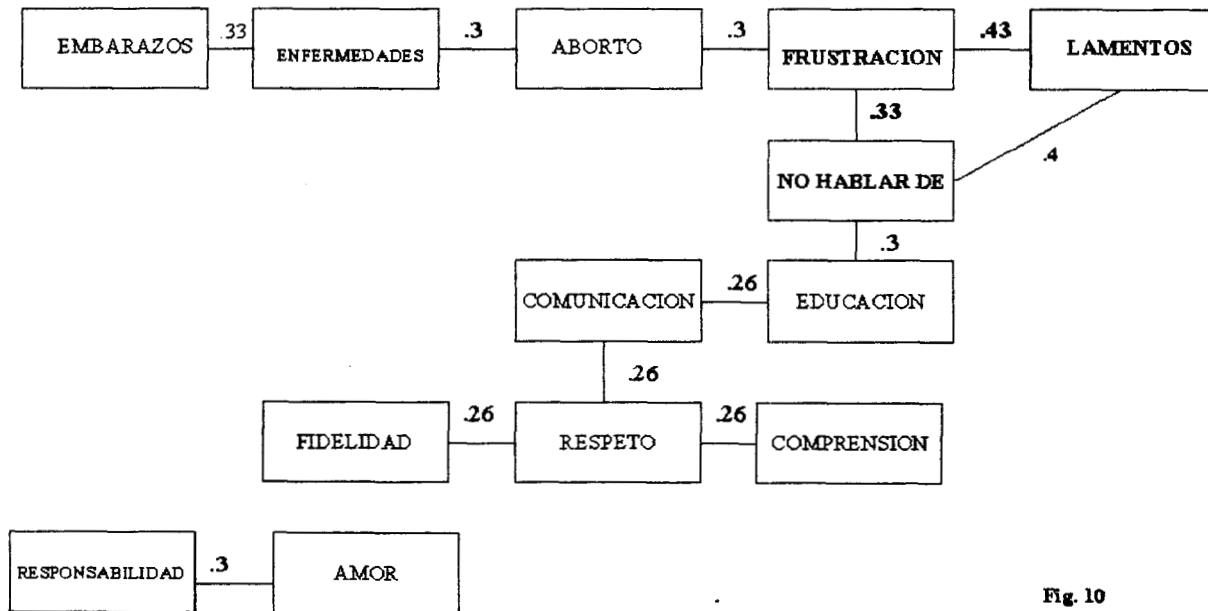 EMBARAZOS .33 ENFERMEDADES .3 ABORTO .3 FRUSTRACION .43 LAMENTOS
.33
.4
NO HABLAR DE
.3
COMUNICACION .26 EDUCACION
.26
FIDELIDAD .26 RESPETO .26 COMPRENSION
RESPONSABILIDAD .3 AMOR
Fig. 10